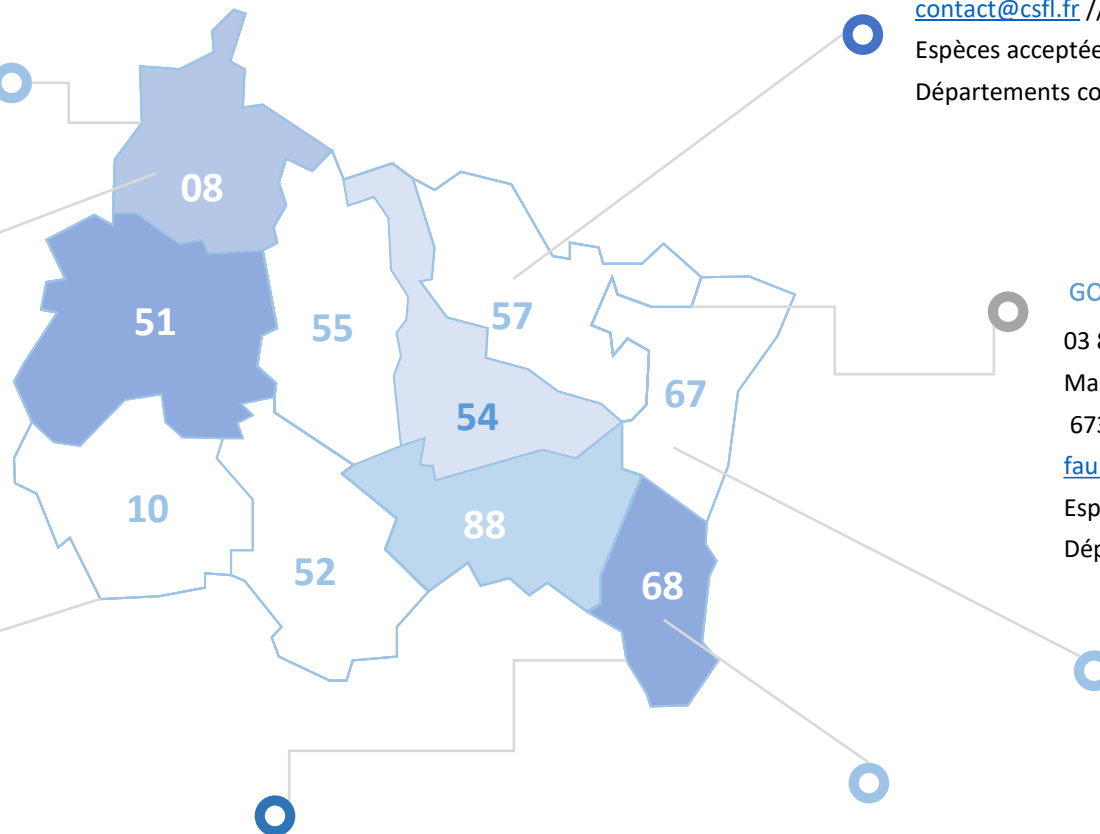 contact@csfl.fr //
Espèces acceptée
Départements co
08
51
55
57
54
67
10
88
52
68
GO
03 8
Ma
673
fau
Esp
Dép